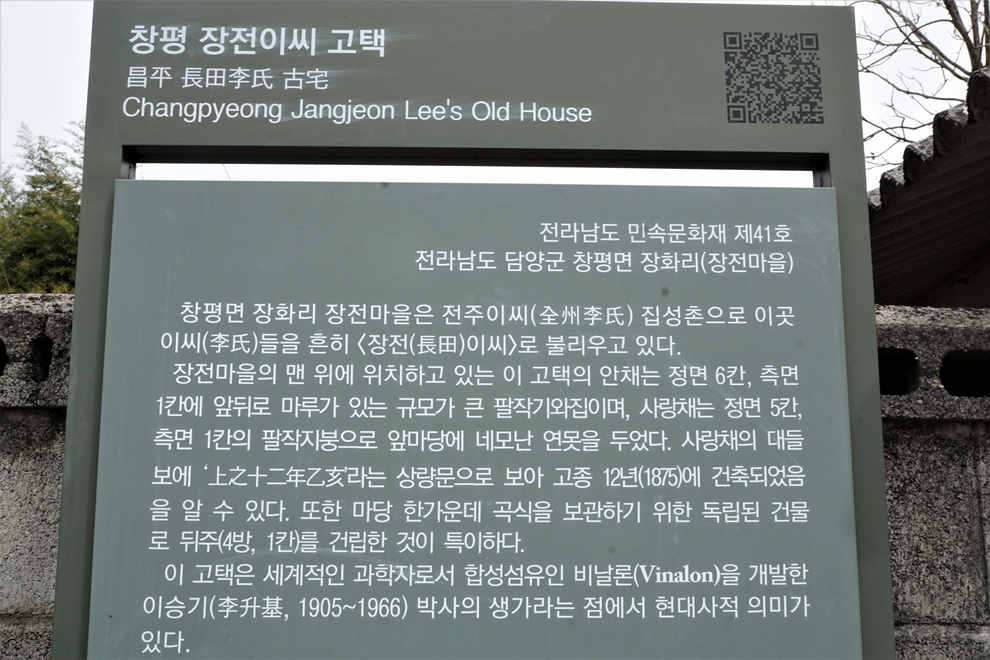 창평 장전이씨 고택
昌平 長田李氏 古宅
Changpyeong Jangjeon Lee's Old House
전라남도 민속문화재 제41호
전라남도 담양군 창평면 장화리(장전마을)
창평면 장화리 장전마을은 전주이씨(全州李氏) 집성촌으로 이곳
이씨(李氏)들을 흔히 〈장전(長田)이씨〉로 불리우고 있다.
장전마을의 맨 위에 위치하고 있는 이 고택의 안채는 정면 6칸, 측면
1칸에 앞뒤로 마루가 있는 규모가 큰 팔작기와집이며, 사랑채는 정면 5칸,
측면 1칸의 팔작지붕으로 앞마당에 네모난 연못을 두었다. 사랑채의 대들
보에 ‘上之十二年乙亥’라는 상량문으로 보아 고종 12년(1875)에 건축되었음
을 알 수 있다. 또한 마당 한가운데 곡식을 보관하기 위한 독립된 건물
로 뒤주(4방, 1칸)를 건립한 것이 특이하다.
이 고택은 세계적인 과학자로서 합성섬유인 비날론(Vinalon)을 개발한
이승기(李升基, 1905~1966) 박사의 생가라는 점에서 현대사적 의미가
있다.